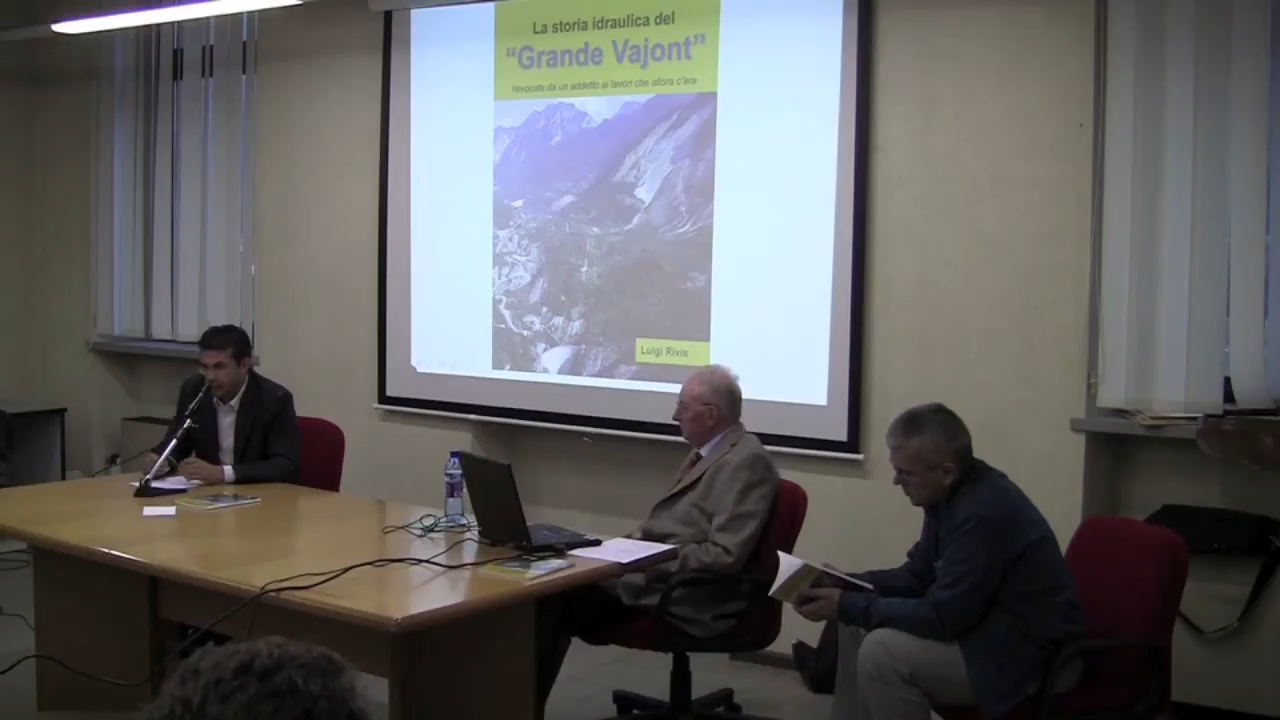 La storia idraulica del
“Grande Vajont”
rievocata da un addetto ai lavori che allora c'era
Luigi Rivis